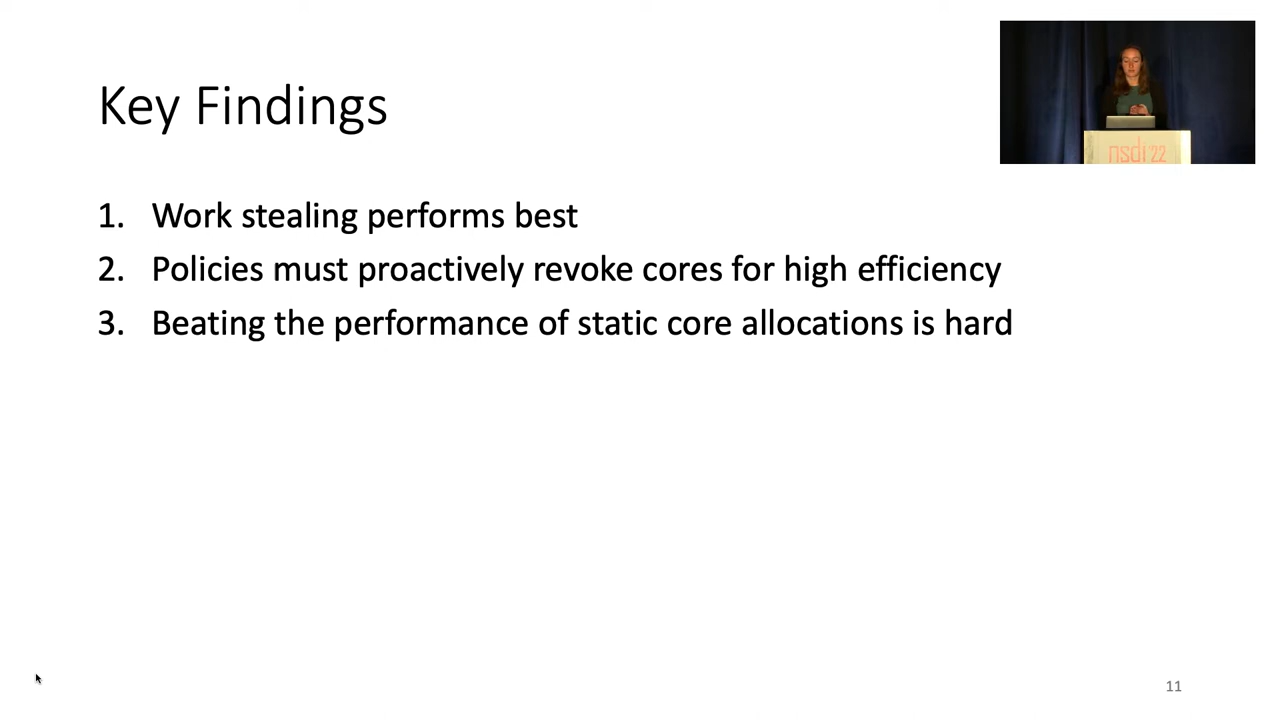 Key Findings
nsdi '22
1. Work stealing performs best
2. Policies must proactively revoke cores for high efficiency
3. Beating the performance of static core allocations is hard
11